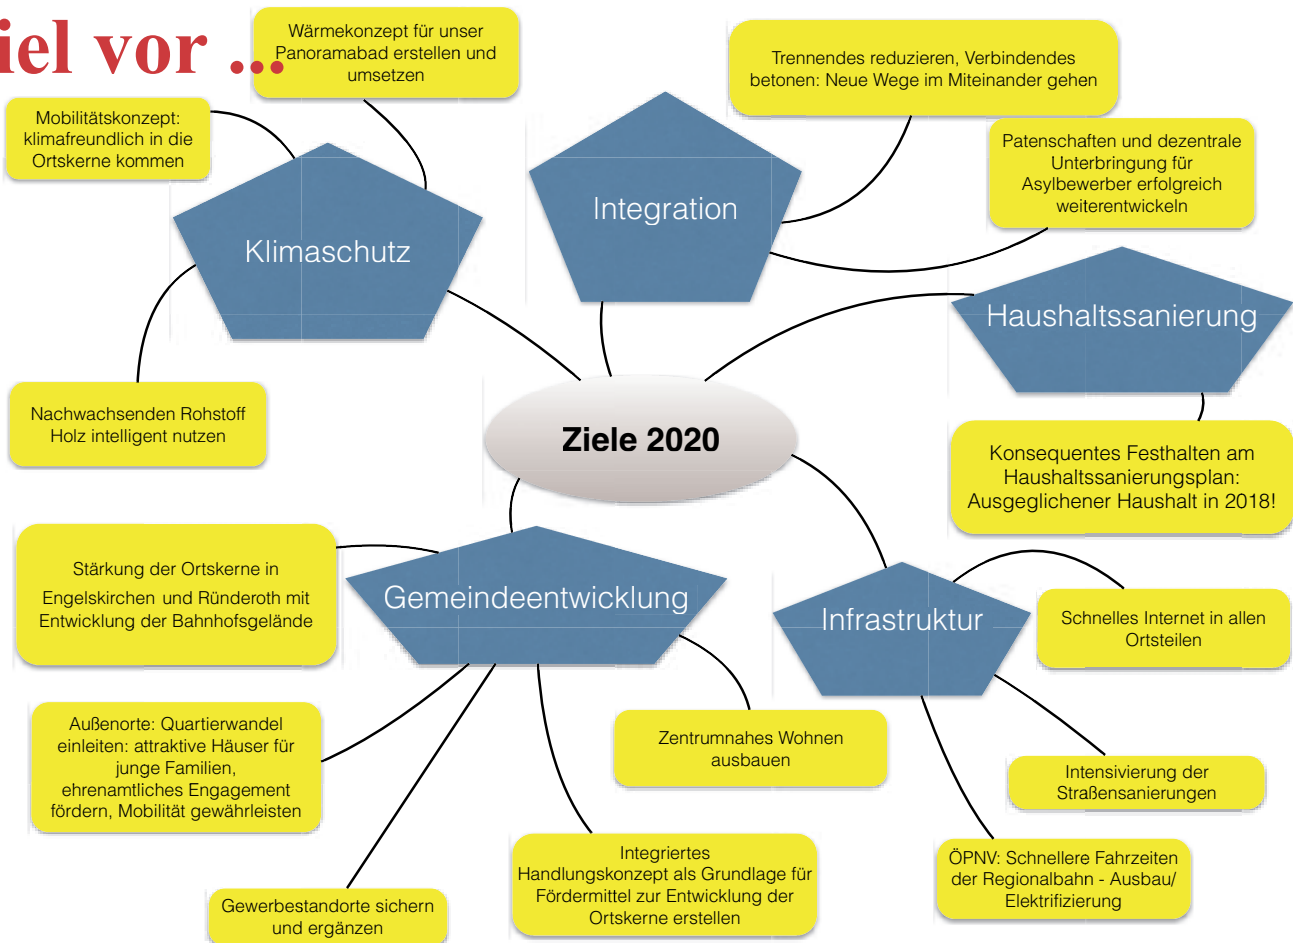 iel vor ...
Wärmekonzept für unser
Panoramabad erstellen und
umsetzen
Mobilitätskonzept:
klimafreundlich in die
Ortskerne kommen
Klimaschutz
Nachwachsenden Rohstoff
Holz intelligent nutzen
Trennendes reduzieren, Verbindendes
betonen: Neue Wege im Miteinander gehen
Patenschaften und dezentrale
Unterbringung für
Asylbewerber erfolgreich
weiterentwickeln
Integration
Haushaltssanierung
Konsequentes Festhalten am
Haushaltssanierungsplan:
Ausgeglichener Haushalt in 2018!
Ziele 2020
Stärkung der Ortskerne in
Engelskirchen und Ründeroth mit
Entwicklung der Bahnhofsgelände
Gemeindeentwicklung
Außenorte: Quartierwandel
einleiten: attraktive Häuser für
junge Familien,
ehrenamtliches Engagement
fördern, Mobilität gewährleisten
Gewerbestandorte sichern
und ergänzen
Integriertes
Handlungskonzept als Grundlage für
Fördermittel zur Entwicklung der
Ortskerne erstellen
Zentrumnahes Wohnen
ausbauen
Infrastruktur
Schnelles Internet in allen
Ortsteilen
Intensivierung der
Straßensanierungen
ÖPNV: Schnellere Fahrzeiten
der Regionalbahn - Ausbau/
Elektrifizierung